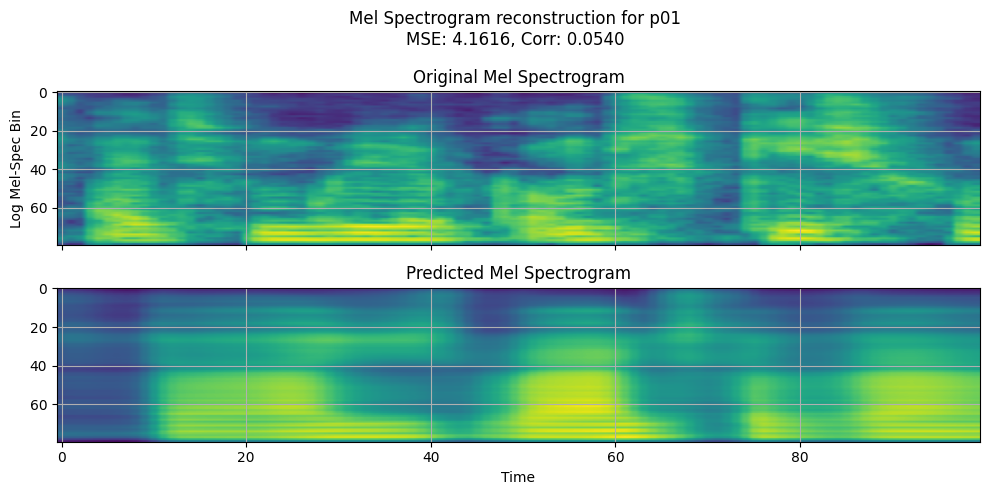 Mel Spectrogram reconstruction for p01
MSE: 4.1616, Corr: 0.0540
Original Mel Spectrogram
Log Mel-Spec Bin
0
20
40
60
Predicted Mel Spectrogram
0
20
40
60
0 20 40 60 80
Time